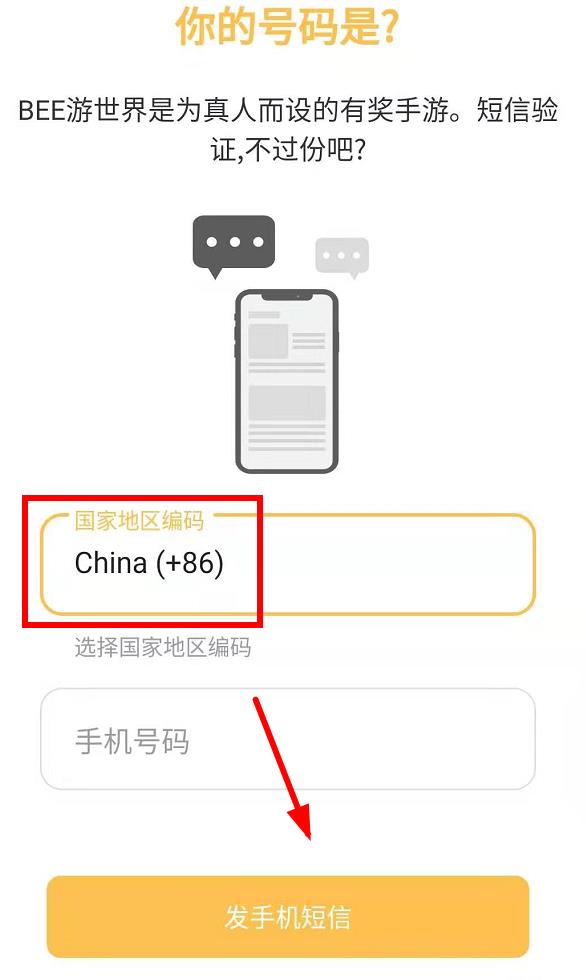 你的号码是?
BEE游世界是为真人而设的有奖手游。短信验
证,不过份吧?
国家地区编码
China (+86)
选择国家地区编码
手机号码
发手机短信